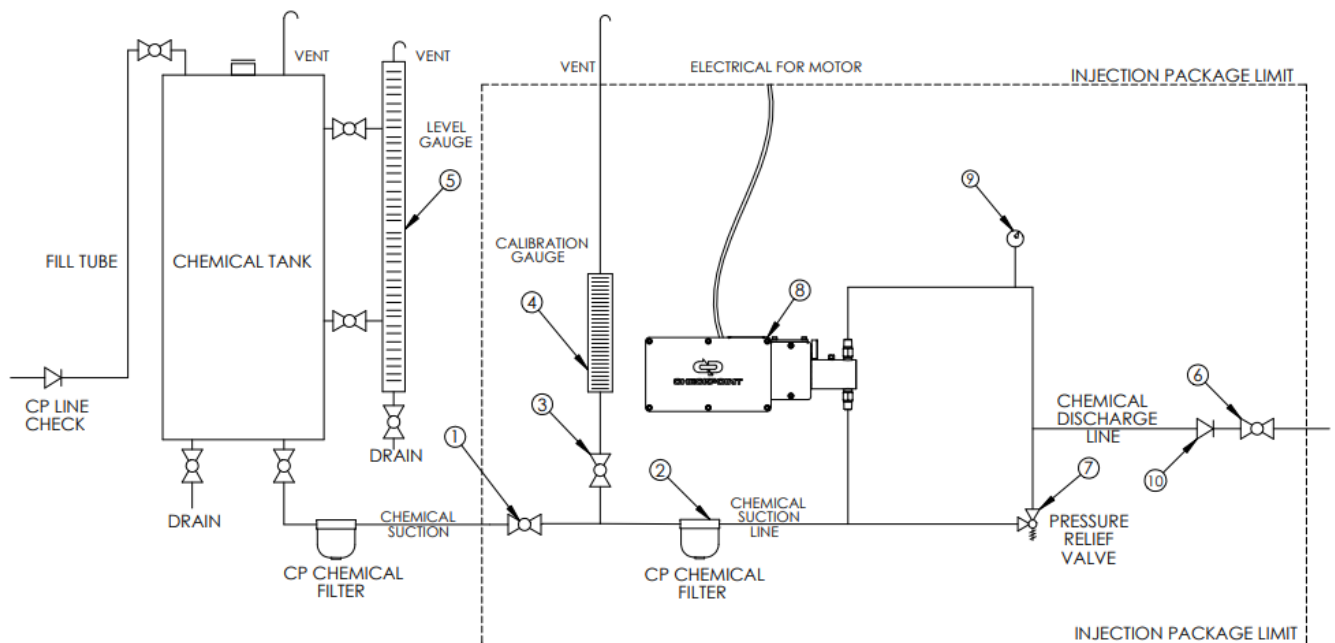 VENT
VENT
VENT
ELECTRICAL FOR MOTOR
INJECTION PACKAGE LIMIT
LEVEL
GAUGE
5
9
FILL TUBE
CHEMICAL TANK
CALIBRATION
GAUGE
4
8
CHECKPOINT
CP LINE
CHECK
6
CHEMICAL
DISCHARGE
LINE
1
3
DRAIN
2
7
10
DRAIN
CHEMICAL
SUCTION
CHEMICAL
SUCTION
LINE
PRESSURE
RELIEF
VALVE
CP CHEMICAL
FILTER
CP CHEMICAL
FILTER
INJECTION PACKAGE LIMIT